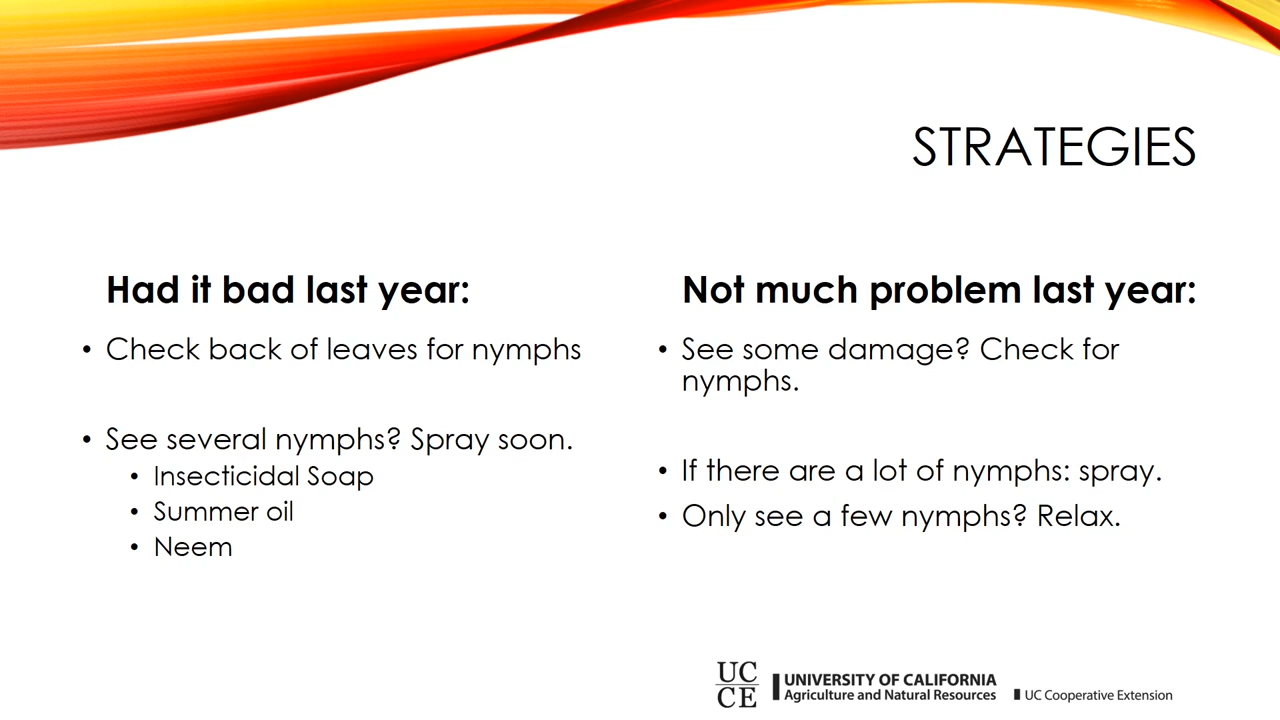 STRATEGIES
Had it bad last year:
• Check back of leaves for nymphs
• See several nymphs? Spray soon.
• Insecticidal Soap
• Summer oil
• Neem
Not much problem last year:
• See some damage? Check for
nymphs.
• If there are a lot of nymphs: spray.
• Only see a few nymphs? Relax.
UC
CE
UNIVERSITY OF CALIFORNIA
Agriculture and Natural Resources
UC Cooperative Extension